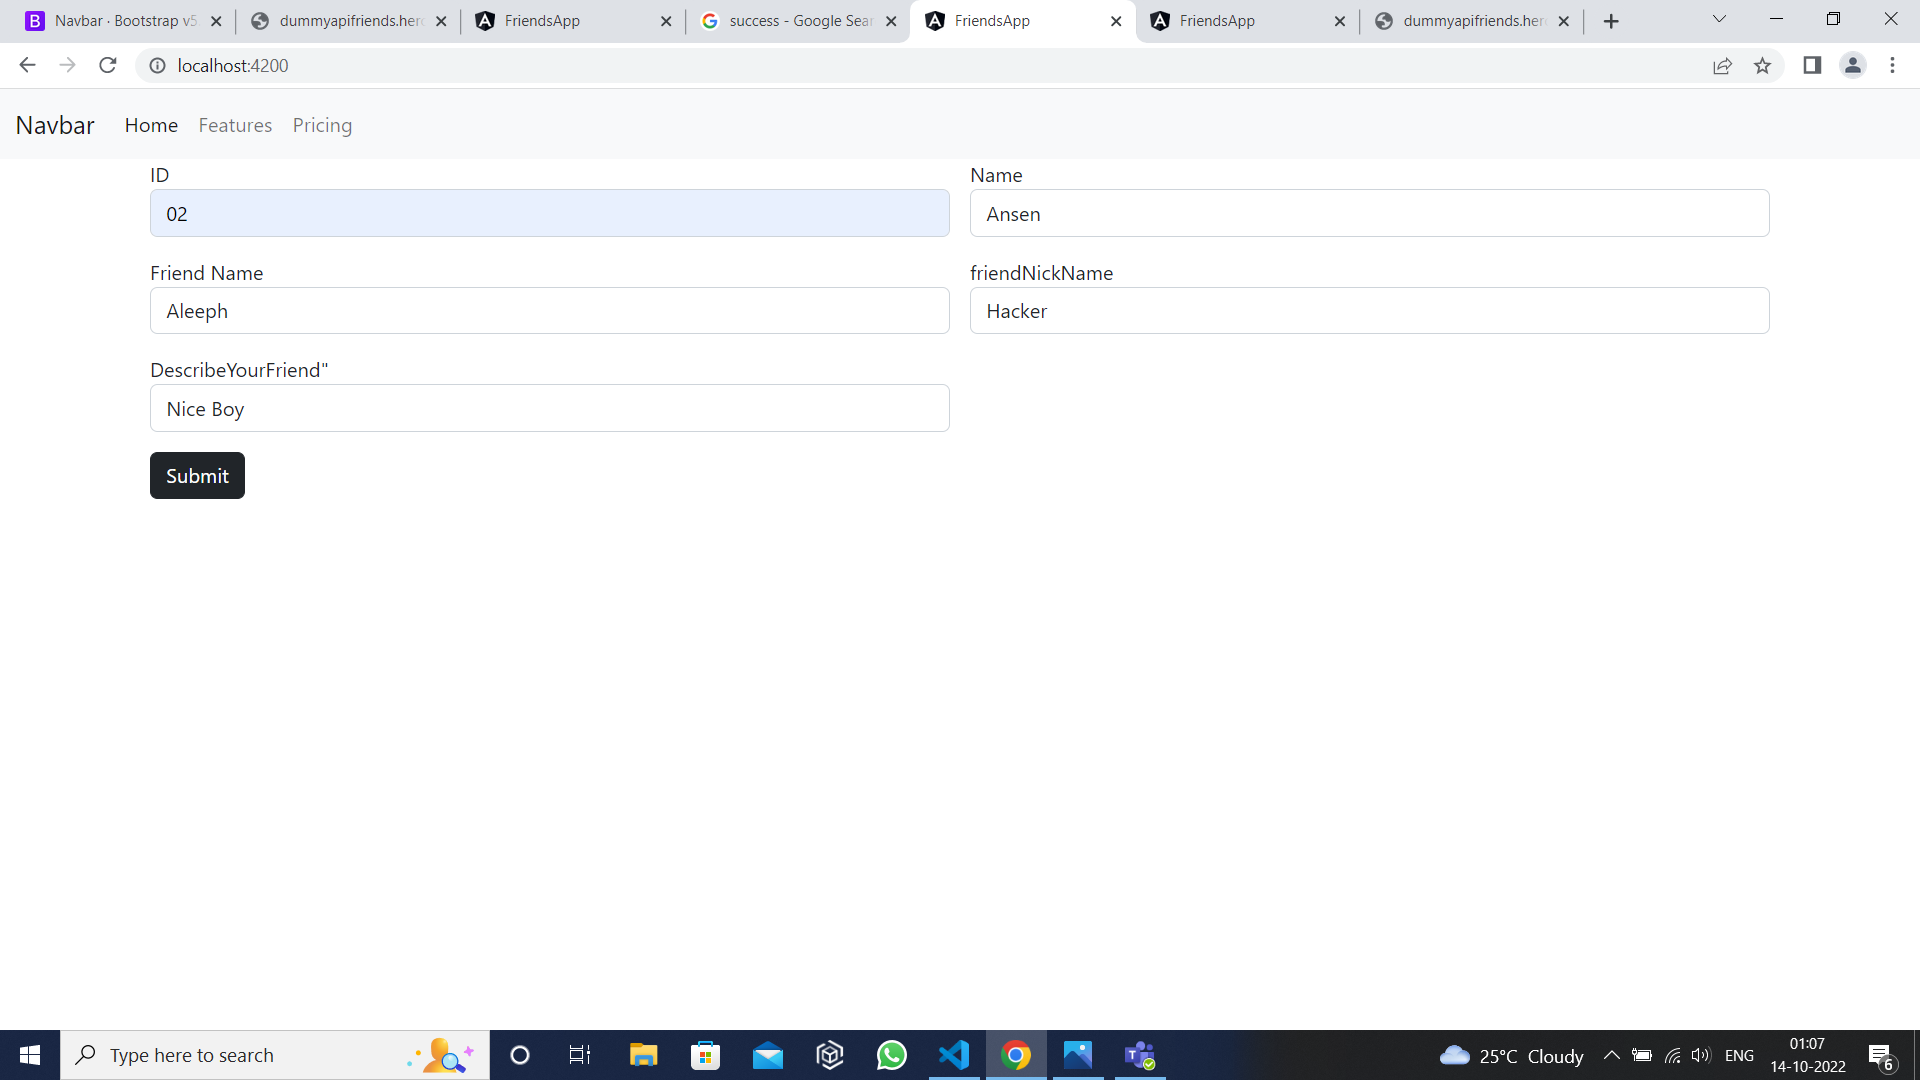 Navbar · Bootstrap v5. dummyapifriends.hero FriendsApp success - Google Sear FriendsApp FriendsApp dummyapifriends.hero
localhost:4200
Navbar Home Features Pricing
ID Name
02 Ansen
Friend Name friendNickName
Aleeph Hacker
DescribeYourFriend"
Nice Boy
Submit
Type here to search
25°C Cloudy
ENG
01:07
14-10-2022
6